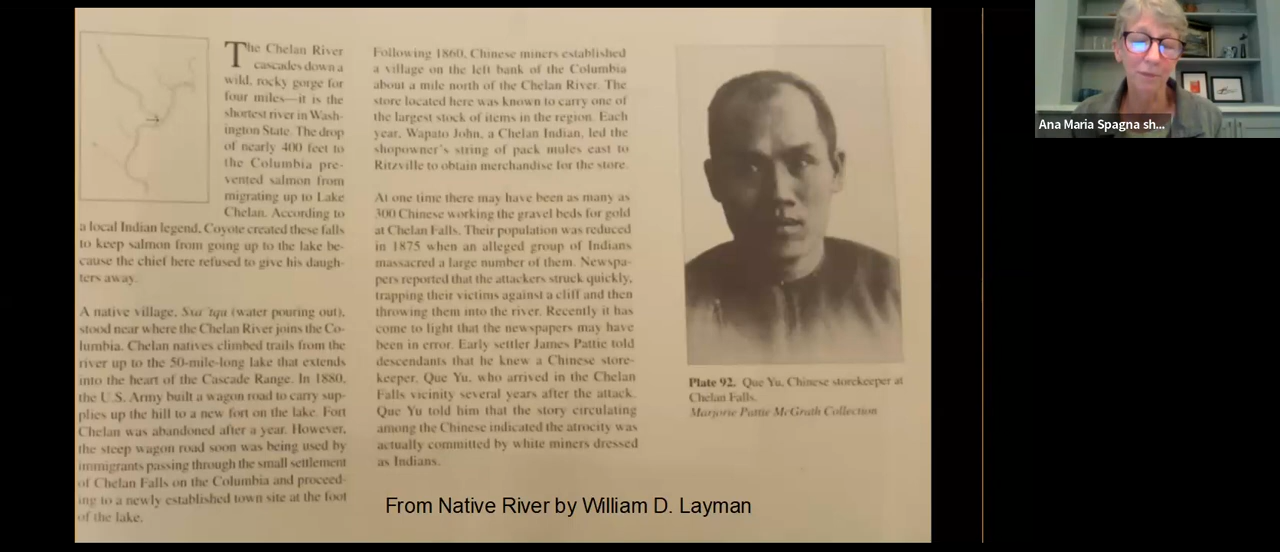 The Chelan River
cascades down a
wild, rocky gorge for
four miles—it is the
shortest river in Wash-
ington State. The drop
of nearly 400 feet to
the Columbia pre-
vented salmon from
migrating up to Lake
Chelan. According to
a local Indian legend, Coyote created these falls
to keep salmon from going up to the lake be-
cause the chief here refused to give his daugh-
ters away.
A native village, (water pouring out),
stood near where the Chelan River joins the Co-
lumbia. Chelan natives climbed trails from the
river up to the 50-mile-long lake that extends
into the heart of the Cascade Range. In 1880,
the U.S. Army built a wagon road to carry sup-
plies up the hill to a new fort on the lake. Fort
Chelan was abandoned after a year. However,
the steep wagon road soon was being used by
immigrants passing through the small settlement
of Chelan Falls on the Columbia and proceed-
ing to a newly established town site at the foot
of the lake.
Following 1860, Chinese miners established
a village on the left bank of the Columbia
about a mile north of the Chelan River. The
store located here was known to carry one of
the largest stock of items in the region. Each
year, Wapato John, a Chelan Indian, led the
shopowner's string of pack mules east to
Ritzville to obtain merchandise for the store.
At one time there may have been as many as
300 Chinese working the gravel beds for gold
at Chelan Falls. Their population was reduced
in 1875 when an alleged group of Indians
massacred a large number of them. Newspa-
pers reported that the attackers struck quickly,
trapping their victims against a cliff and then
throwing them into the river. Recently it has
come to light that the newspapers may have
been in error. Early settler James Pattie told
descendants that he knew a Chinese store-
keeper, Que Yu, who arrived in the Chelan
Falls vicinity several years after the attack.
Que Yu told him that the story circulating
among the Chinese indicated the atrocity was
actually committed by white miners dressed
as Indians.
Plate 92. Que Yu, Chinese storekeeper at
Chelan Falls.
Marjorie Pattie McGrath Collection
From Native River by William D. Layman
Ana Maria Spagna sh...